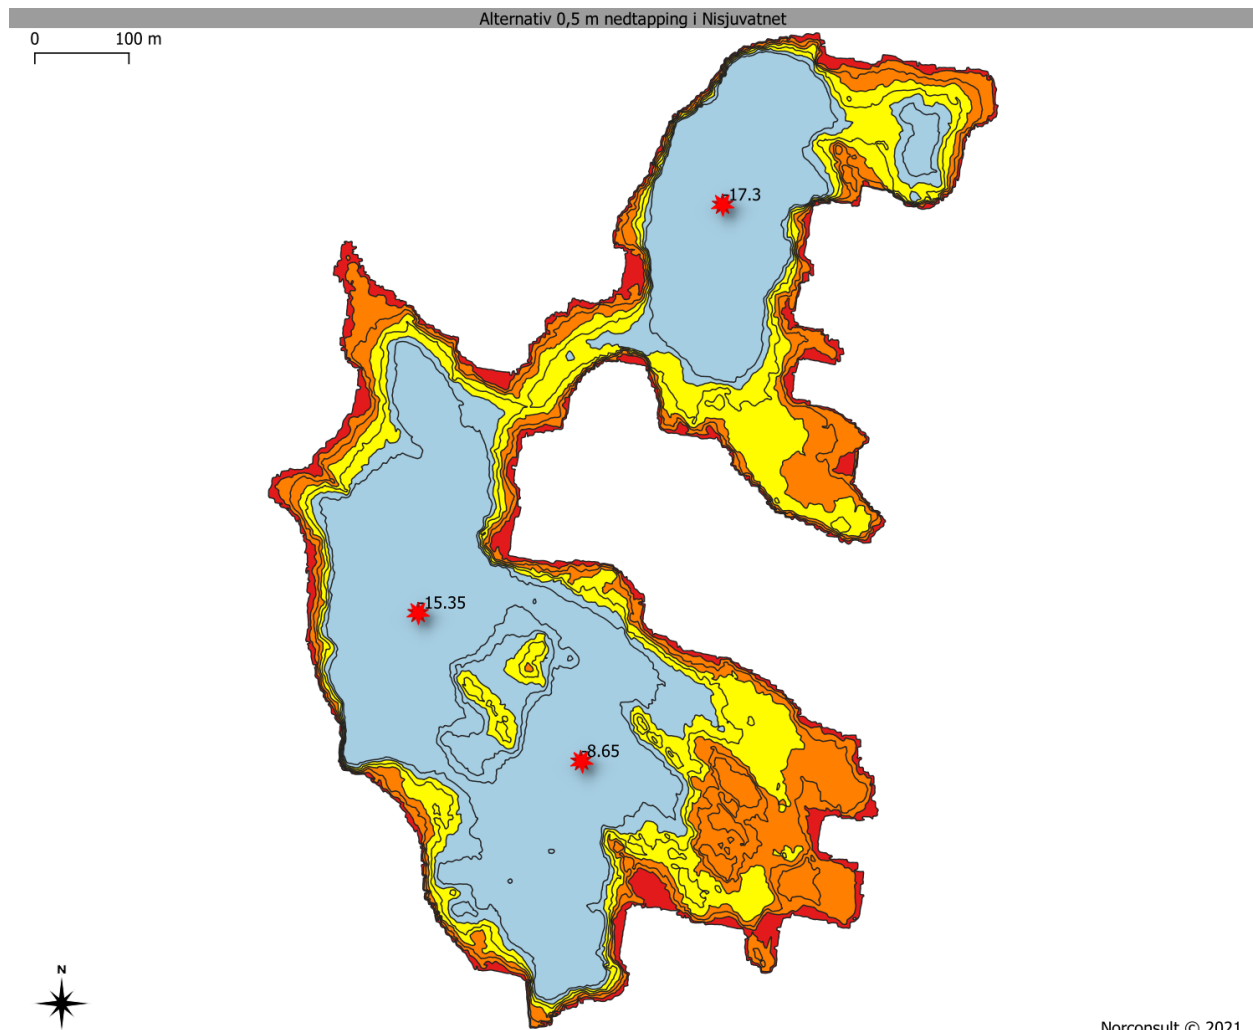 Alternativ 0,5 m nedtapping i Nisjuvatnet
0 100 m
-17.3
-15.35
-8.65
N
Norconsult © 2021